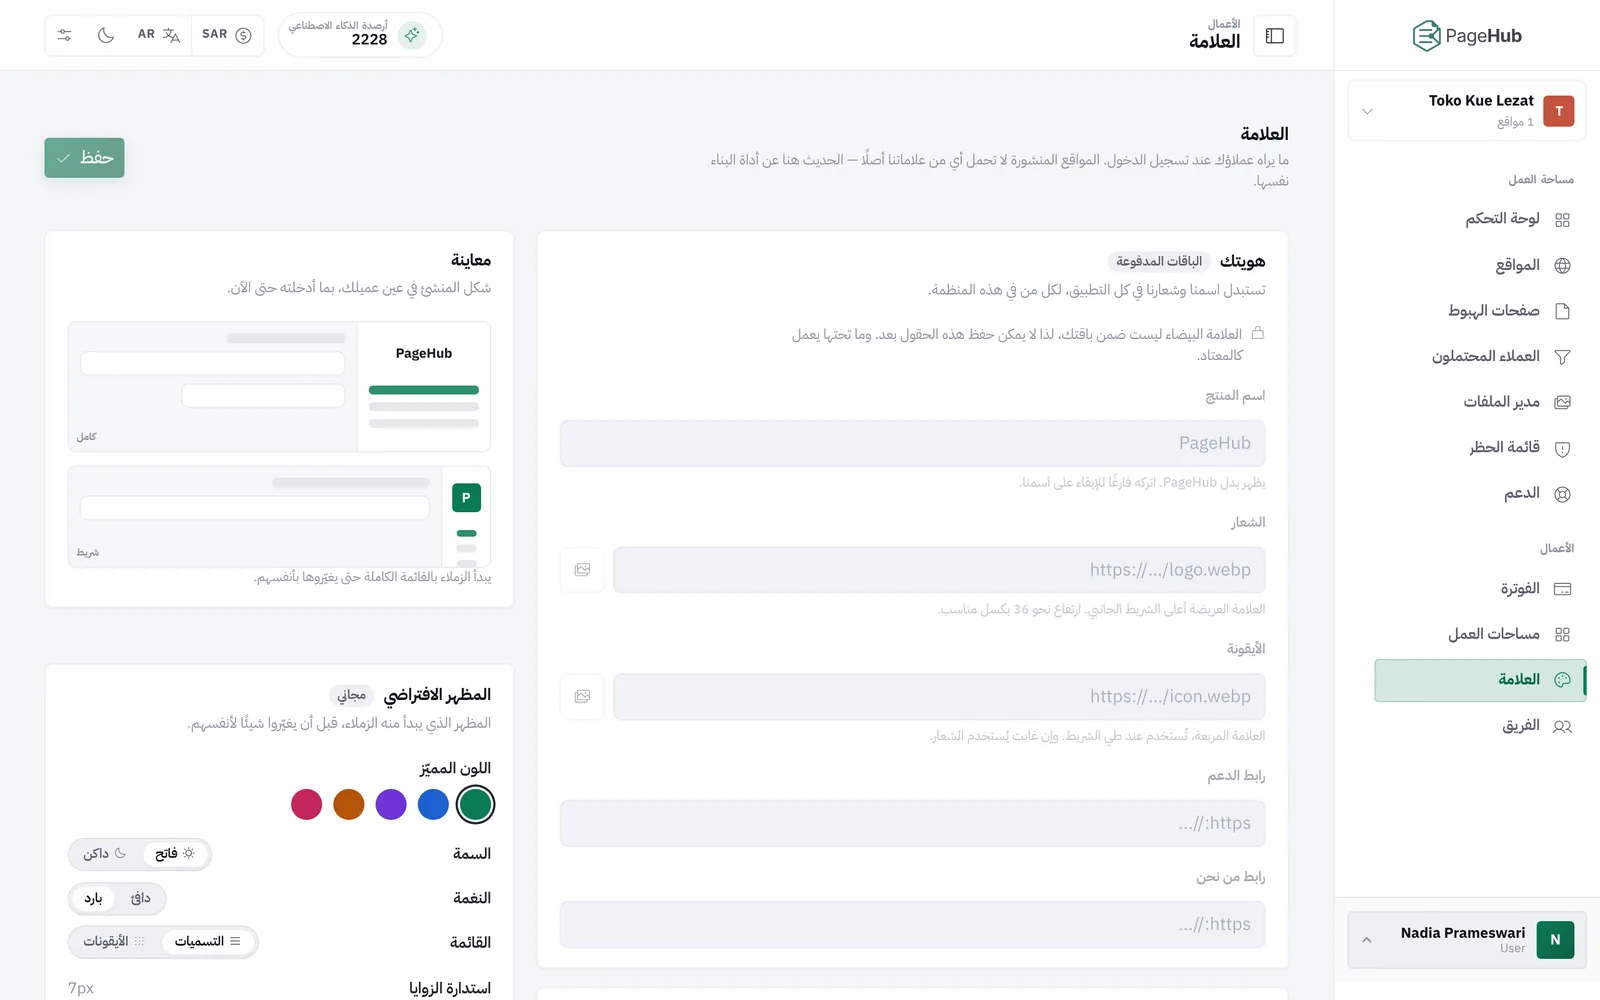 PageHub
Toko Kue Lezat
1 مواقع
T
مساحة العمل
لوحة التحكم
المواقع
صفحات الهبوط
العملاء المحتملون
مدير الملفات
قائمة الحظر
الدعم
الأعمال
الفوترة
مساحات العمل
العلامة
الفريق
Nadia Prameswari
User
N
الأعمال
العلامة
أرصدة الذكاء الاصطناعي
2228
SAR
AR
العلامة
ما يراه عملاؤك عند تسجيل الدخول. المواقع المنشورة لا تحمل أي من علاماتنا أصلًا — الحديث هنا عن أداة البناء
نفسها.
حفظ
هويتك
الباقات المدفوعة
تستبدل اسمنا وشعارنا في كل التطبيق، لكل من في هذه المنظمة.
العلامة البيضاء ليست ضمن باقتك، لذا لا يمكن حفظ هذه الحقول بعد. وما تحتها يعمل
كالمعتاد.
اسم المنتج
PageHub
يظهر بدل PageHub. اتركه فارغًا للإبقاء على اسمنا.
الشعار
https://.../logo.webp
العلامة العريضة أعلى الشريط الجانبي. ارتفاع نحو 36 بكسل مناسب.
الأيقونة
https://.../icon.webp
العلامة المربعة، تُستخدم عند طي الشريط. وإن غابت يُستخدم الشعار.
رابط الدعم
https://...
رابط من نحن
https://...
معاينة
شكل المنشئ في عين عميلك، بما أدخلته حتى الآن.
PageHub
كامل
P
شريط
يبدأ الزملاء بالقائمة الكاملة حتى يغيّروها بأنفسهم.
المظهر الافتراضي
مجاني
المظهر الذي يبدأ منه الزملاء، قبل أن يغيّروا شيئًا لأنفسهم.
اللون المميّز
السمة
فاتح
داكن
النغمة
دافئ
بارد
القائمة
التسميات
الأيقونات
استدارة الزوايا
7px